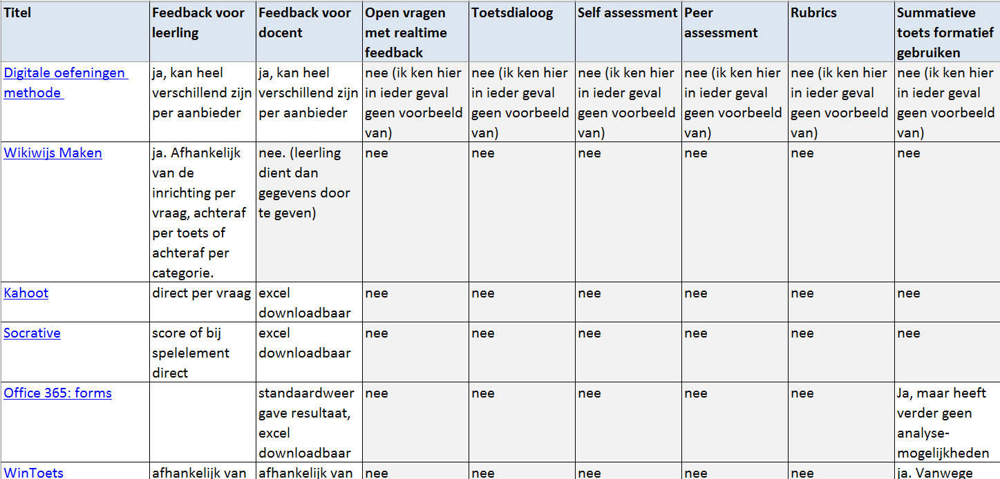 Titel
Feedback voor
leerling
Feedback voor
docent
Open vragen
met realtime
feedback
Toetsdialoog
Self assessment
Peer
assessment
Rubrics
Summatieve
toets formatief
gebruiken
Digitale oefeningen
methode
ja, kan heel
verschillend zijn
per aanbieder
ja, kan heel
verschillend zijn
per aanbieder
nee (ik ken hier
in ieder geval
geen voorbeeld
van)
nee (ik ken hier
in ieder geval
geen voorbeeld
van)
nee (ik ken hier
in ieder geval
geen voorbeeld
van)
nee (ik ken hier
in ieder geval
geen voorbeeld
van)
nee (ik ken hier
in ieder geval
geen voorbeeld
van)
nee (ik ken hier
in ieder geval
geen voorbeeld
van)
Wikiwijs Maken
ja. Afhankelijk
van de
inrichting per
vraag, achteraf
per toets of
achteraf per
categorie.
nee. (leerling
dient dan
gegevens door
te geven)
nee
nee
nee
nee
nee
nee
Kahoot
direct per vraag
excel
downloadbaar
nee
nee
nee
nee
nee
nee
Socrative
score of bij
spelelement
direct
excel
downloadbaar
nee
nee
nee
nee
nee
nee
Office 365: forms
standaardweer
gave resultaat,
excel
downloadbaar
nee
nee
nee
nee
nee
Ja, maar heeft
verder geen
analyse-
mogelijkheden
WinToets
afhankelijk van
afhankelijk van
nee
nee
nee
nee
nee
ja. Vanwege